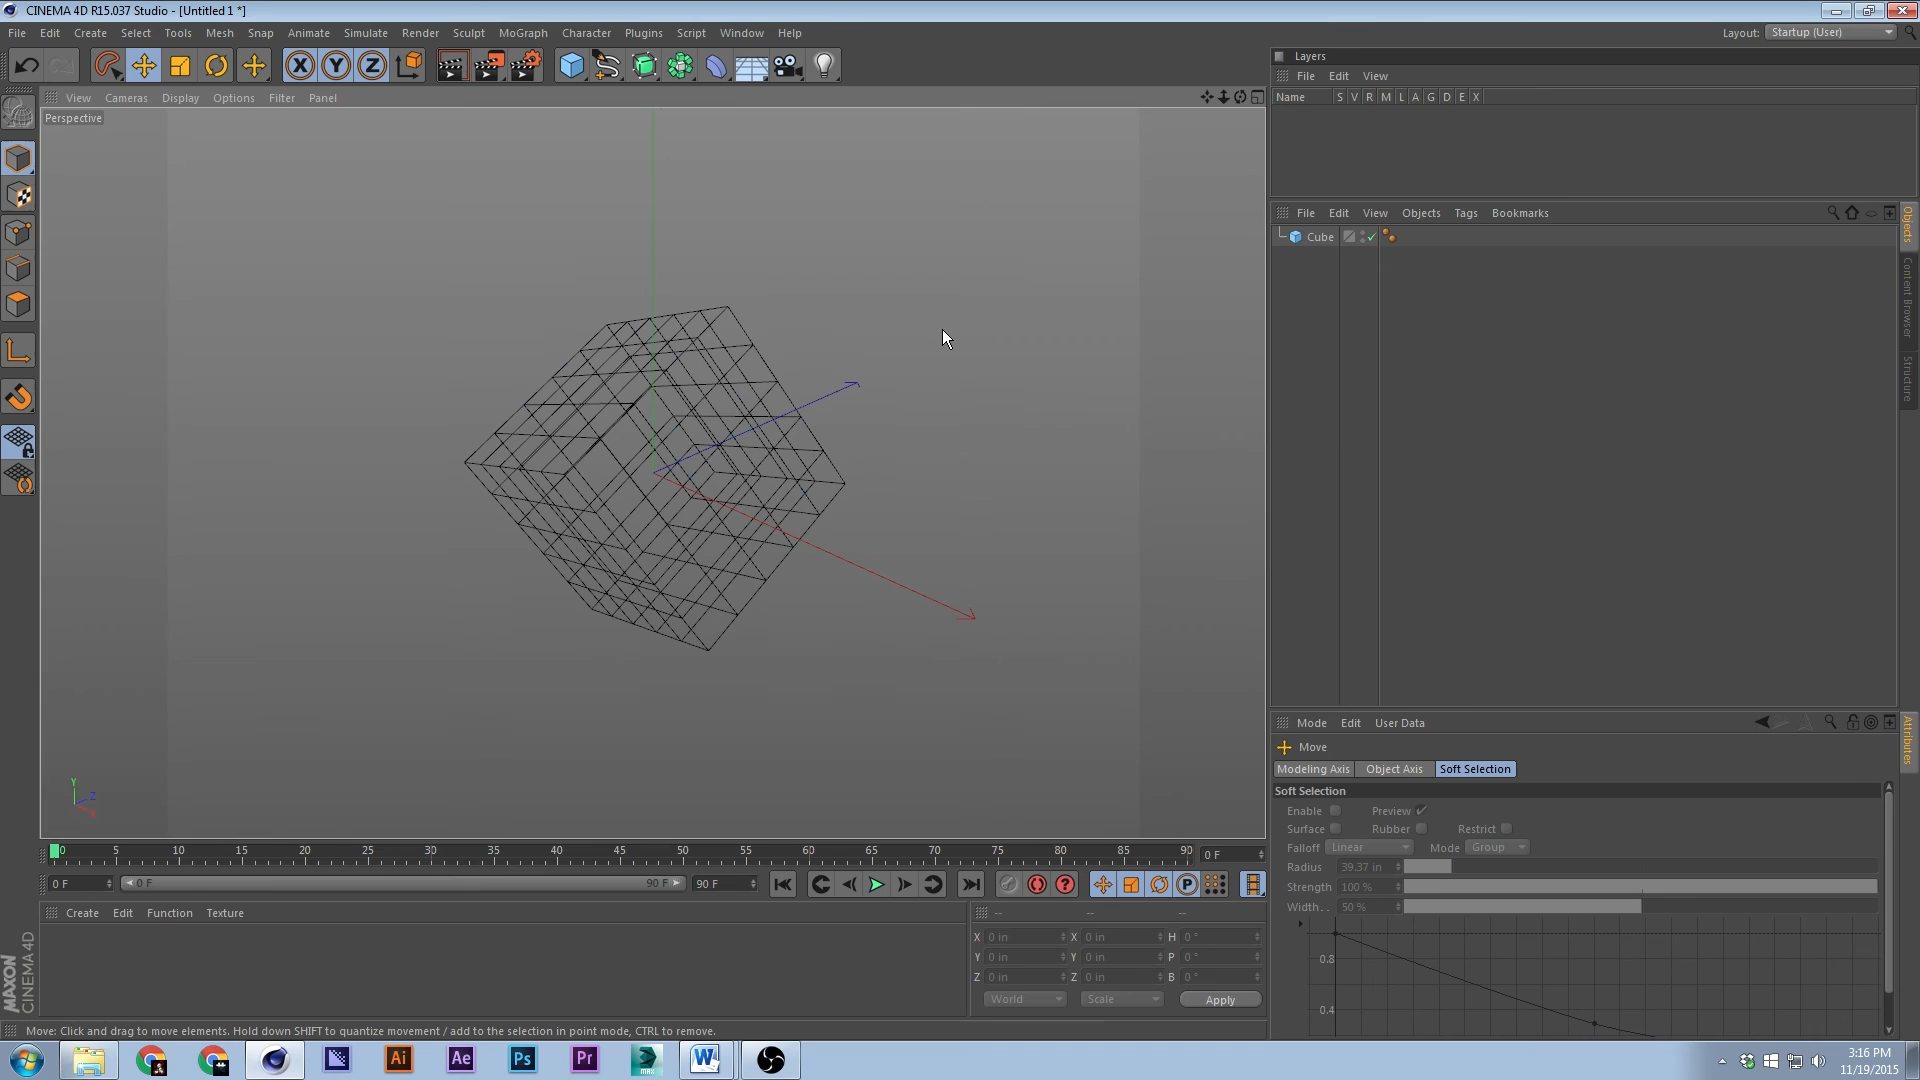 CINEMA 4D R15.037 Studio - [Untitled 1 *]
File Edit Create Select Tools Mesh Snap Animate Simulate Render Sculpt MoGraph Character Plugins Script Window Help
Layout: Startup (User)
X Y Z
View Cameras Display Options Filter Panel
Perspective
Layers
File Edit View
Name S V R M L A G D E X
File Edit View Objects Tags Bookmarks
Cube
Objects
Content Browser
Structure
Mode Edit User Data
Move
Modeling Axis Object Axis Soft Selection
Soft Selection
Enable Preview
Surface Rubber Restrict
Falloff Linear Mode Group
Radius 39.37 in
Strength 100 %
Width.. 50 %
0.8
0.4
Attributes
Y
Z
X
0 5 10 15 20 25 30 35 40 45 50 55 60 65 70 75 80 85 90 0 F
0 F 0 F 90 F 90 F
? P
Create Edit Function Texture
-- -- --
X 0 in X 0 in H 0 °
Y 0 in Y 0 in P 0 °
Z 0 in Z 0 in B 0 °
World Scale Apply
MAXON
CINEMA 4D
Move: Click and drag to move elements. Hold down SHIFT to quantize movement / add to the selection in point mode, CTRL to remove.
Ai Ae Ps Pr MAX W
3:16 PM
11/19/2015